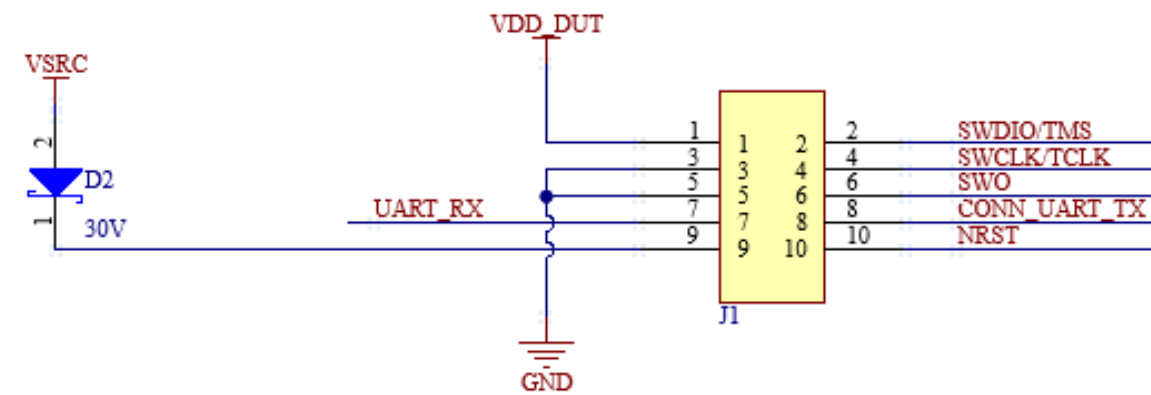 VDD_DUT
VSRC
2
D2
1
30V
UART_RX
1 1 2 2 SWDIO/TMS
3 3 4 4 SWCLK/TCLK
5 5 6 6 SWO
7 7 8 8 CONN_UART_TX
9 9 10 10 NRST
J1
GND